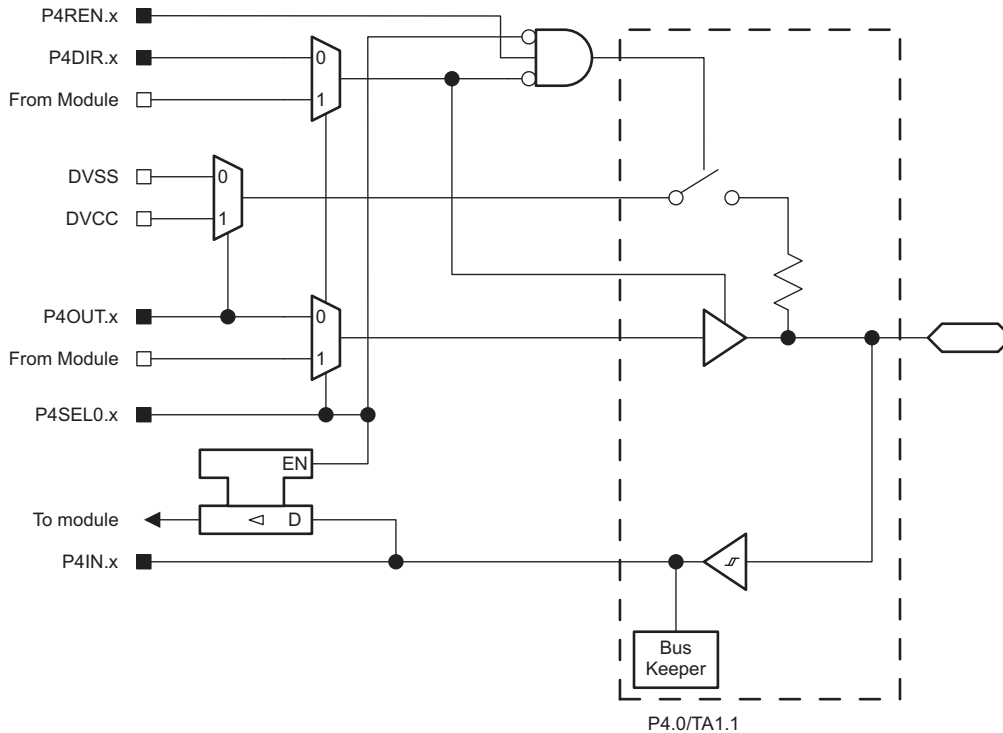 P4REN.x
P4DIR.x
0
From Module
1
DVSS
0
DVCC
1
P4OUT.x
0
From Module
1
P4SEL0.x
EN
To module
D
P4IN.x
Bus
Keeper
P4.0/TA1.1